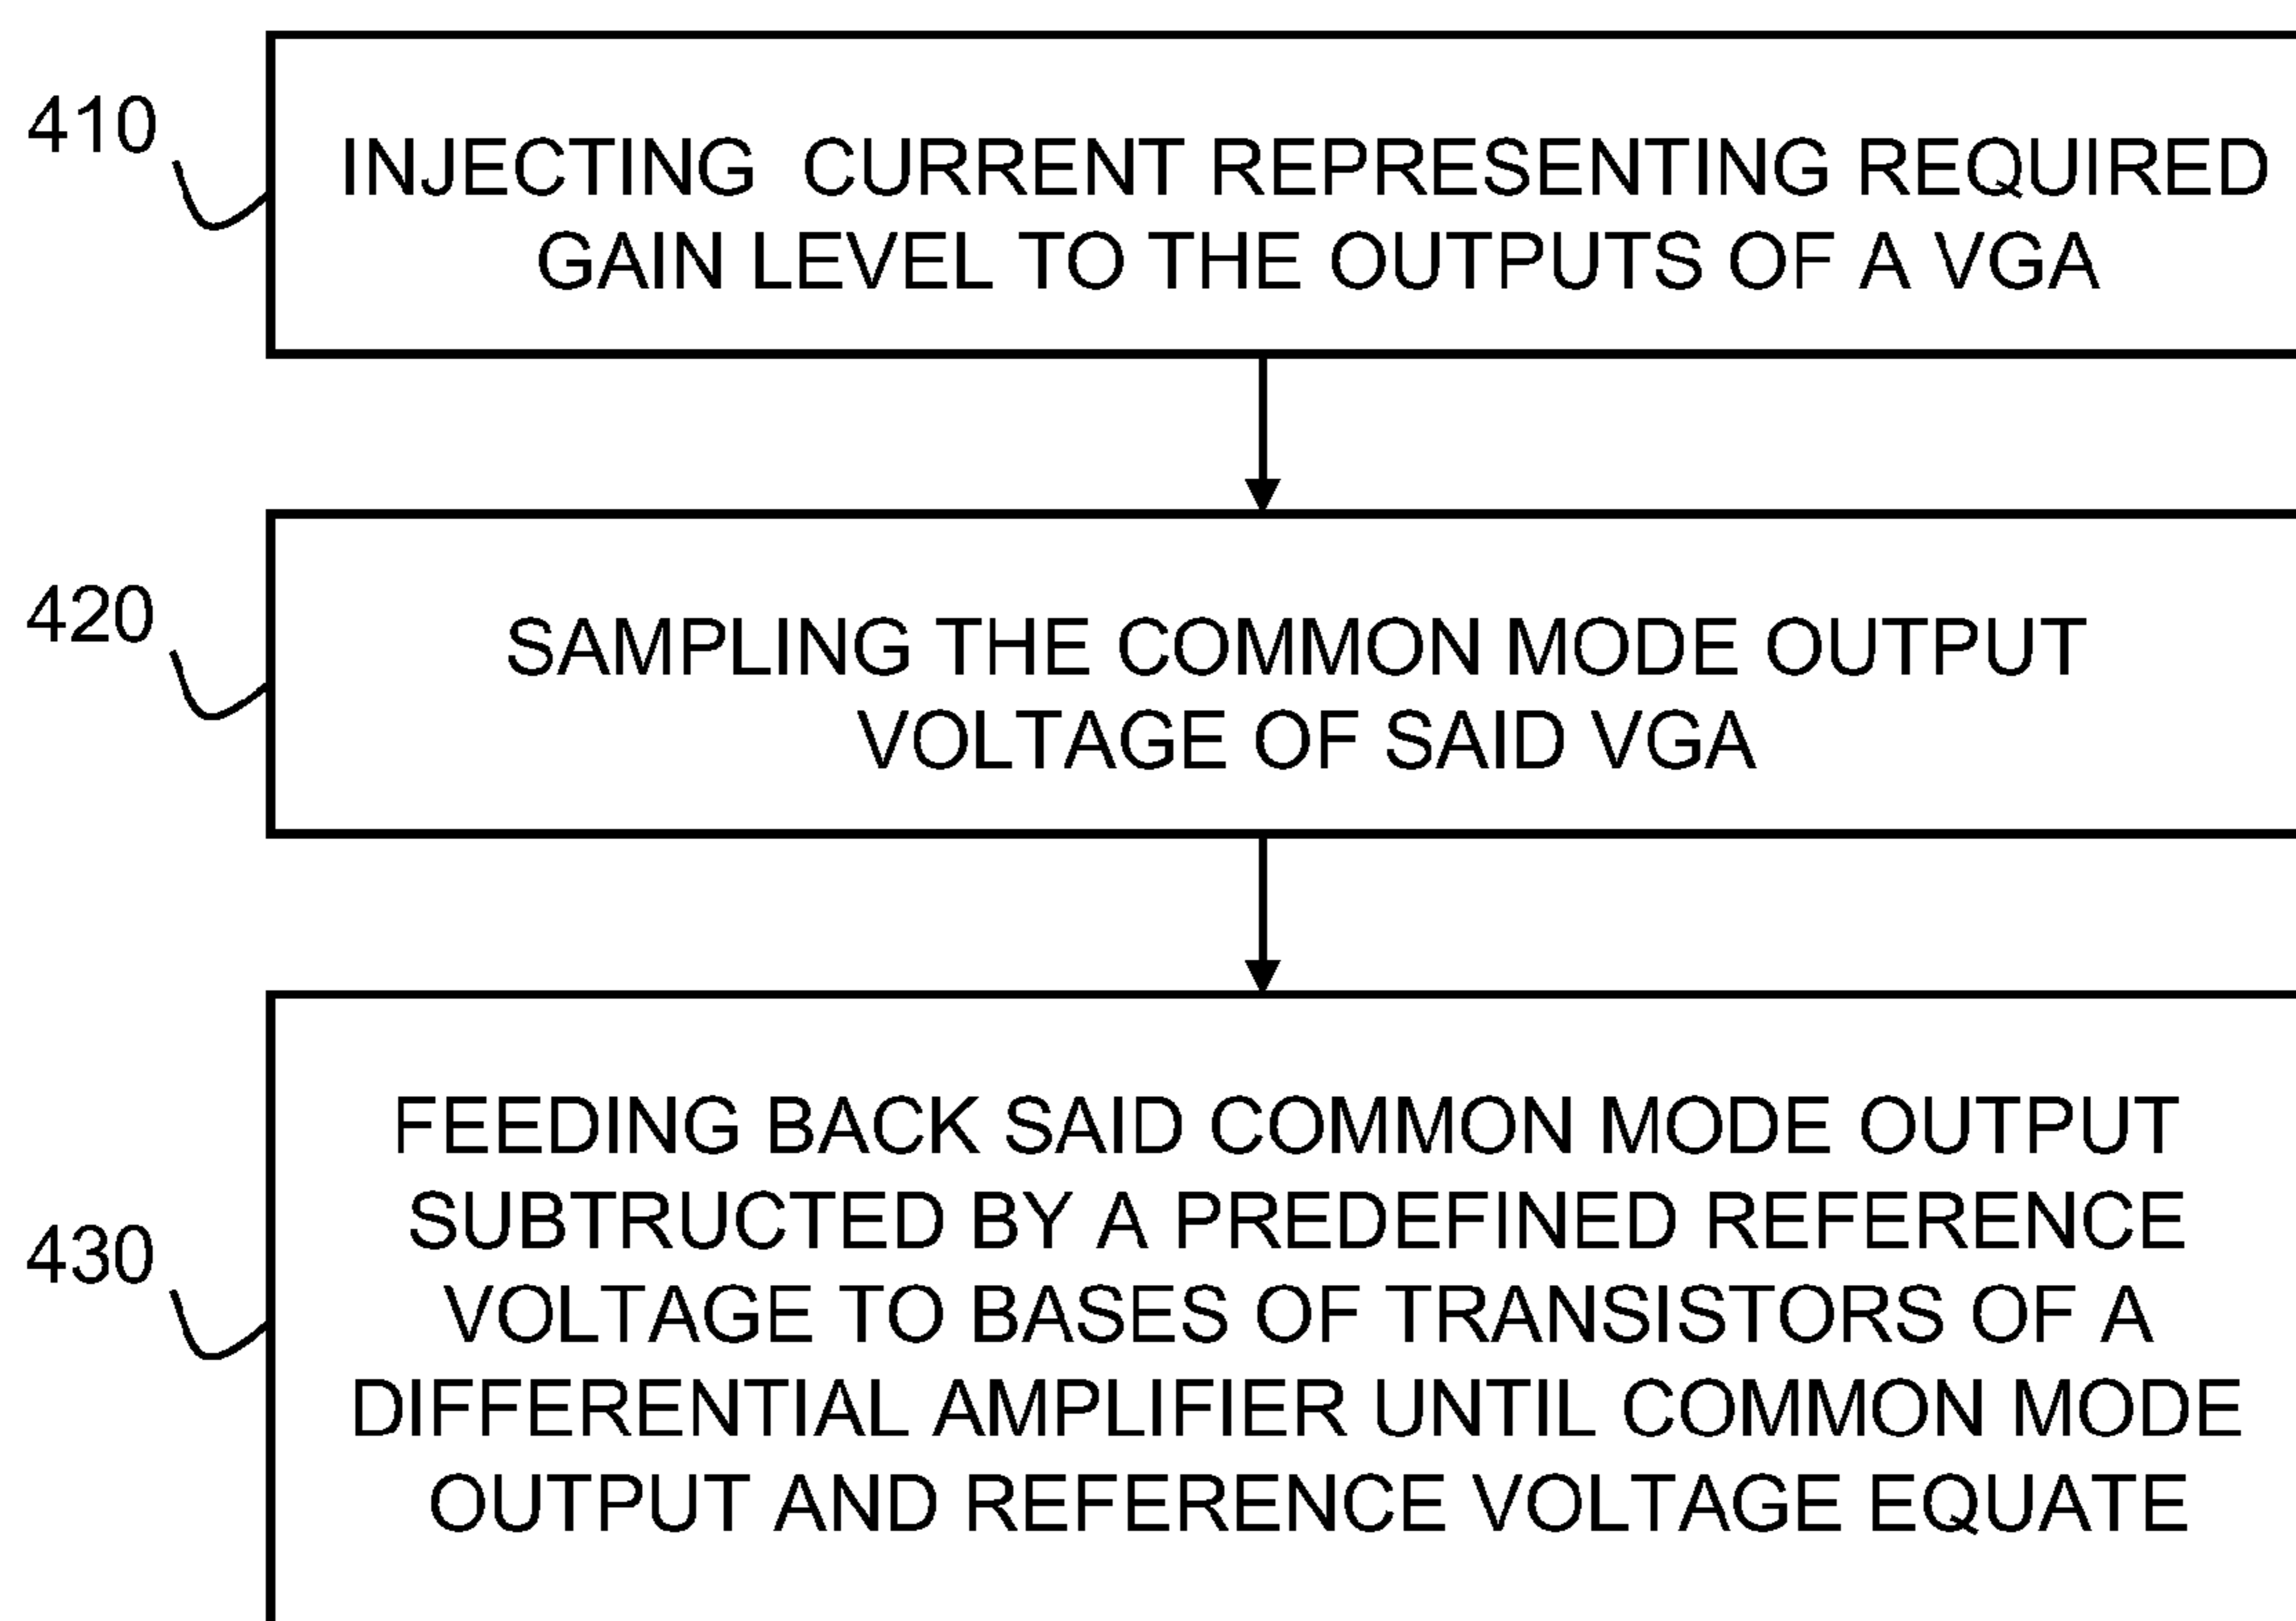 410
INJECTING CURRENT REPRESENTING REQUIRED
GAIN LEVEL TO THE OUTPUTS OF A VGA
420
SAMPLING THE COMMON MODE OUTPUT
VOLTAGE OF SAID VGA
430
FEEDING BACK SAID COMMON MODE OUTPUT
SUBTRUCTED BY A PREDEFINED REFERENCE
VOLTAGE TO BASES OF TRANSISTORS OF A
DIFFERENTIAL AMPLIFIER UNTIL COMMON MODE
OUTPUT AND REFERENCE VOLTAGE EQUATE